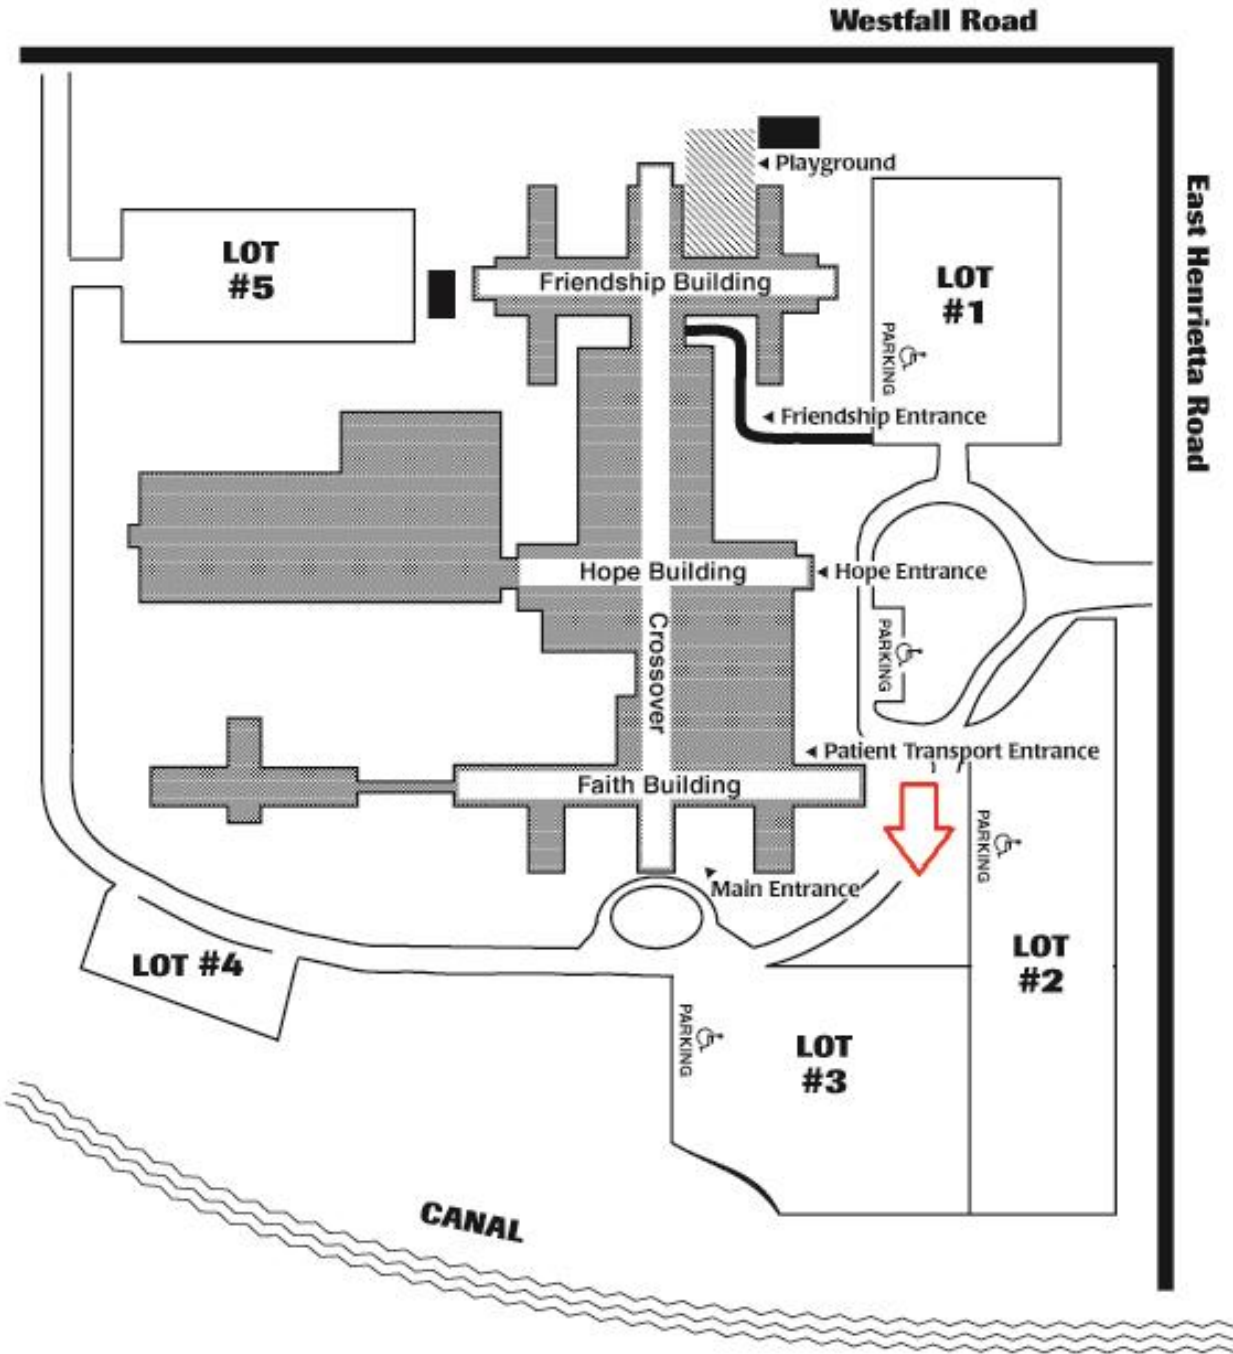 Westfall Road
East Henrietta Road
Playground
LOT
#5
Friendship Building
LOT
#1
PARKING
Friendship Entrance
Hope Building
Hope Entrance
Crossover
PARKING
Patient Transport Entrance
Faith Building
PARKING
Main Entrance
LOT #4
LOT
#2
PARKING
LOT
#3
CANAL